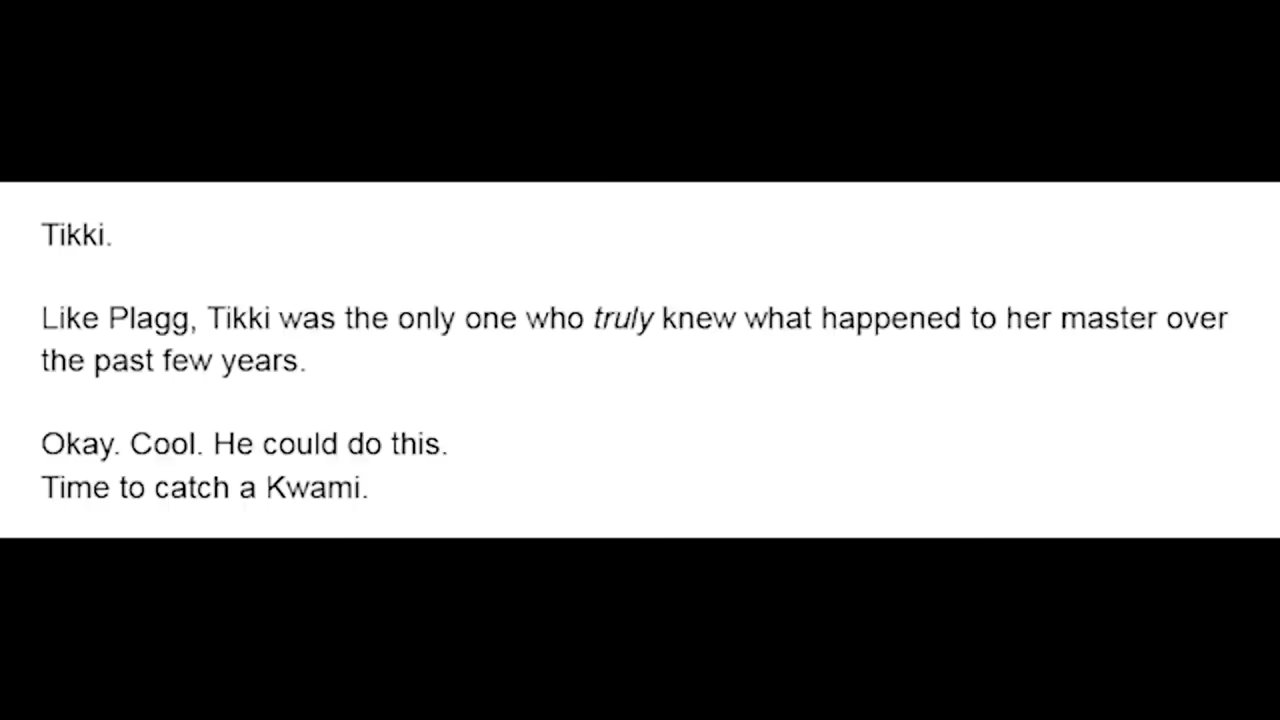 Tikki.
Like Plagg, Tikki was the only one who truly knew what happened to her master over
the past few years.
Okay. Cool. He could do this.
Time to catch a Kwami.